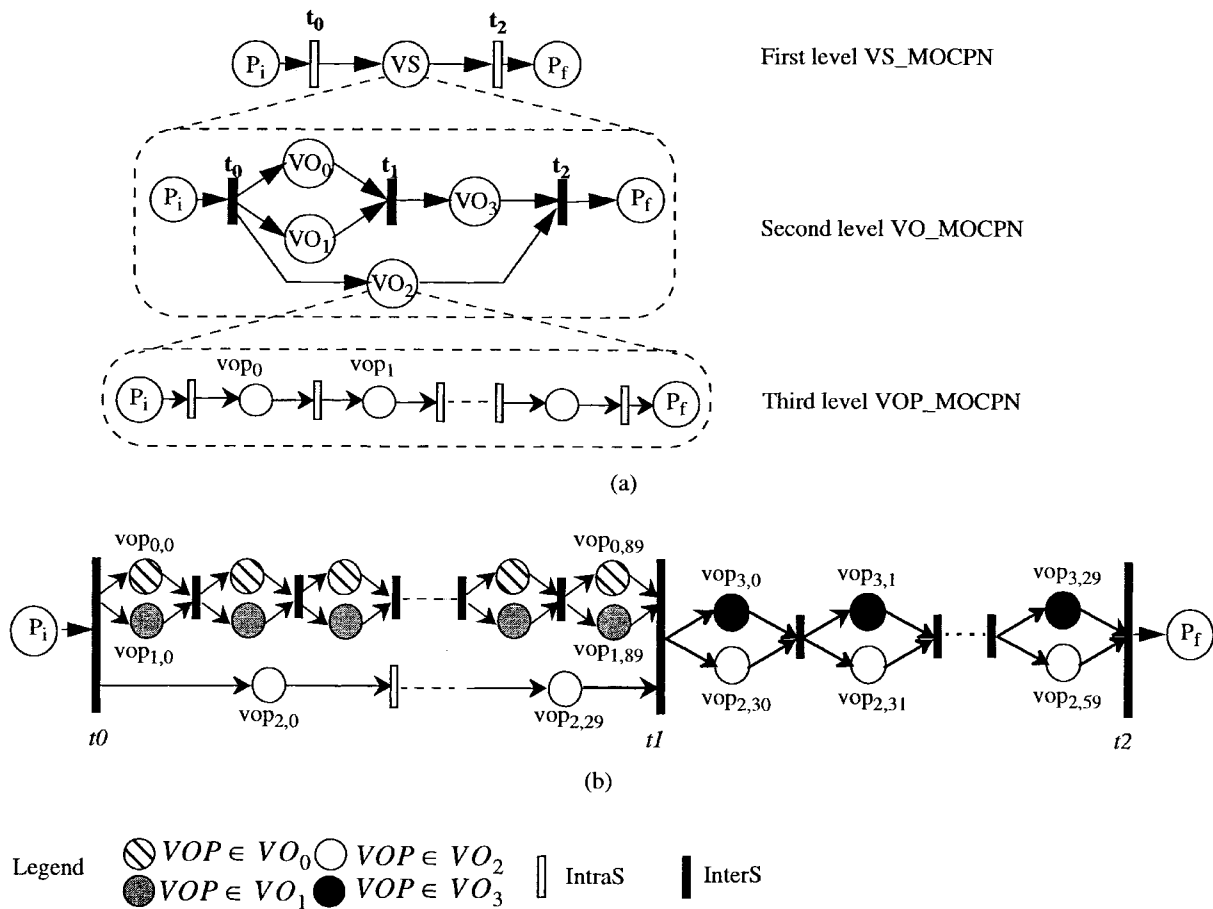 (a)
t0 t2
Pi VS Pf First level VS_MOCPN
t0 VO0 t1 t2
Pi VO3 Pf
VO1 Second level VO_MOCPN
VO2
vop0 vop1
Pi Pf Third level VOP_MOCPN
(a)
vop0,0 vop0,89
vop3,0 vop3,1 vop3,29
Pi Pf
vop1,0 vop1,89
vop2,0 vop2,29 vop2,30 vop2,31 vop2,59
t0 t1 t2
(b)
Legend VOP ∈ VO0 VOP ∈ VO2 IntraS InterS
VOP ∈ VO1 VOP ∈ VO3